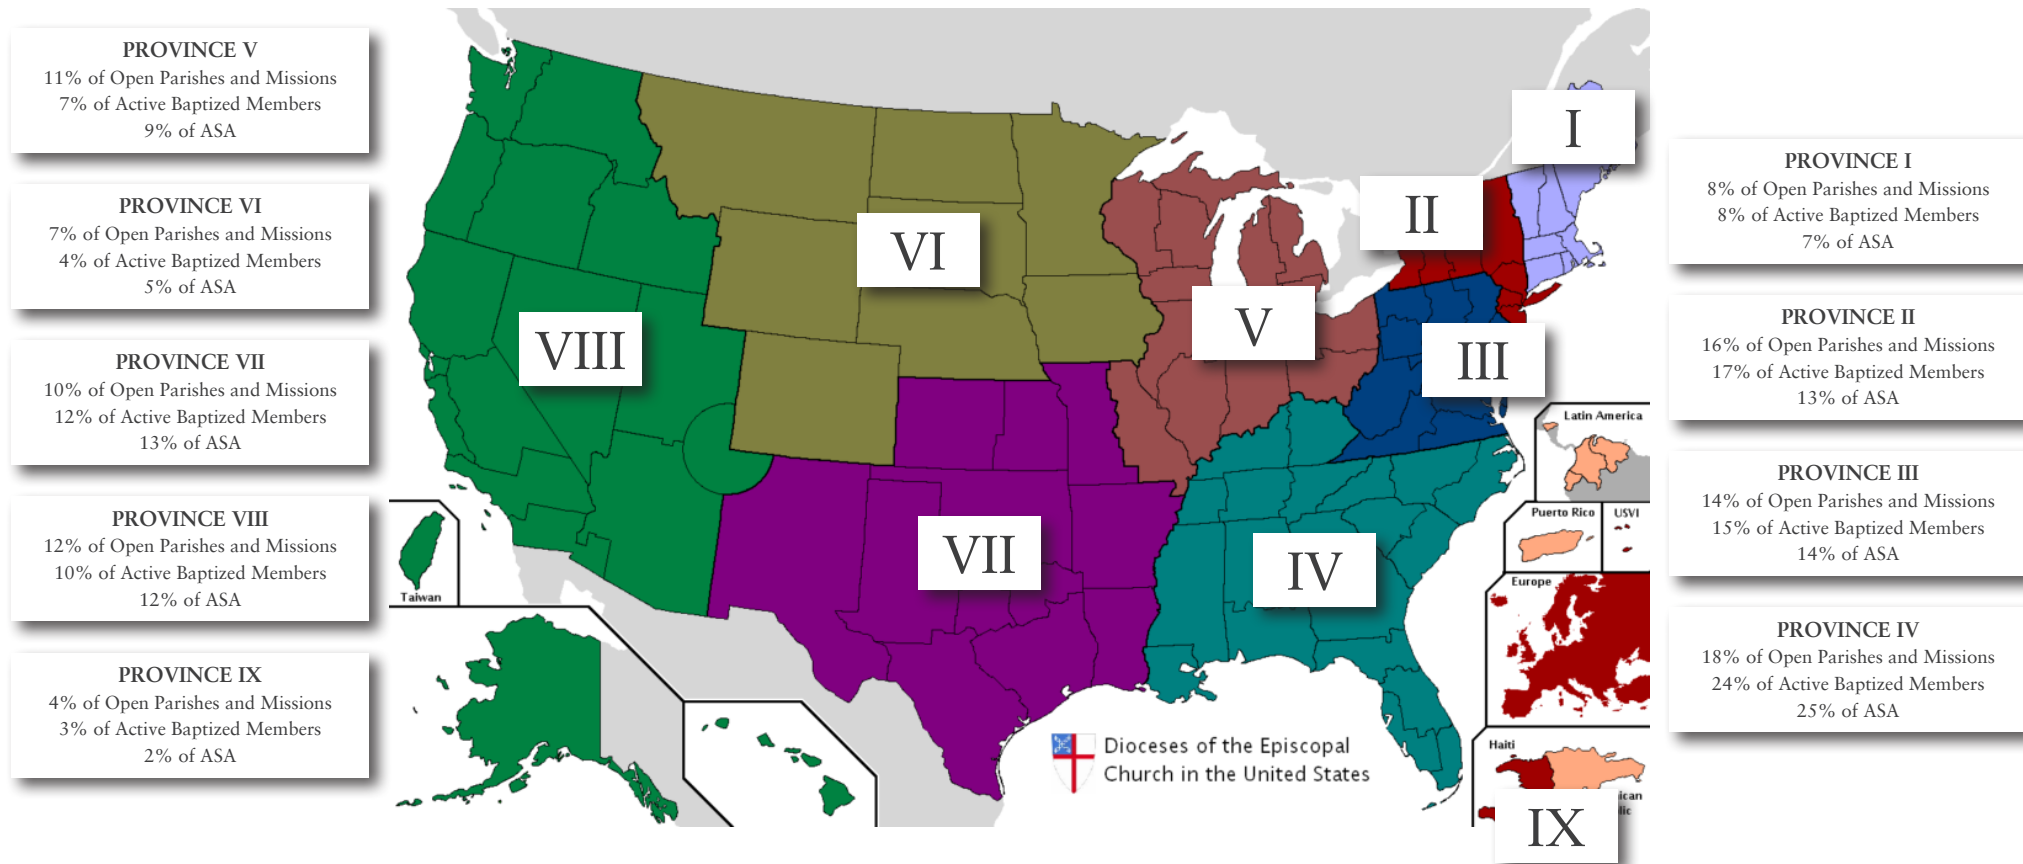 PROVINCE V
11% of Open Parishes and Missions
7% of Active Baptized Members
9% of ASA
PROVINCE VI
7% of Open Parishes and Missions
4% of Active Baptized Members
5% of ASA
PROVINCE VII
10% of Open Parishes and Missions
12% of Active Baptized Members
13% of ASA
PROVINCE VIII
12% of Open Parishes and Missions
10% of Active Baptized Members
12% of ASA
PROVINCE IX
4% of Open Parishes and Missions
3% of Active Baptized Members
2% of ASA
I
II
VI
V
VIII
III
VII
IV
Latin America
Puerto Rico
USVI
Europe
Taiwan
Haiti
IX
Dioceses of the Episcopal
Church in the United States
PROVINCE I
8% of Open Parishes and Missions
8% of Active Baptized Members
7% of ASA
PROVINCE II
16% of Open Parishes and Missions
17% of Active Baptized Members
13% of ASA
PROVINCE III
14% of Open Parishes and Missions
15% of Active Baptized Members
14% of ASA
PROVINCE IV
18% of Open Parishes and Missions
24% of Active Baptized Members
25% of ASA